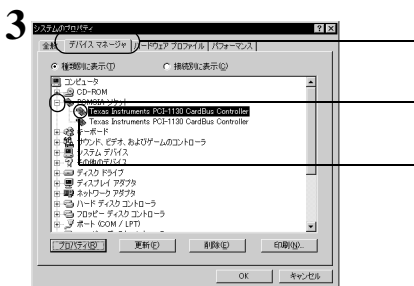 3
システムのプロパティ
全般 デバイス マネージャ ハードウェア プロファイル パフォーマンス
種類別に表示(T) 接続別に表示(C)
コンピュータ
CD-ROM
PCMCIA ソケット
Texas Instruments PCI-1130 CardBus Controller
Texas Instruments PCI-1130 CardBus Controller
キーボード
サウンド、ビデオ、およびゲームのコントローラ
システム デバイス
その他のデバイス
ディスク ドライブ
ディスプレイ アダプタ
ネットワーク アダプタ
ハード ディスク コントローラ
フロッピー ディスク コントローラ
ポート (COM / LPT)
プロパティ(R) 更新(F) 削除(E) 印刷(N)...
OK キャンセル